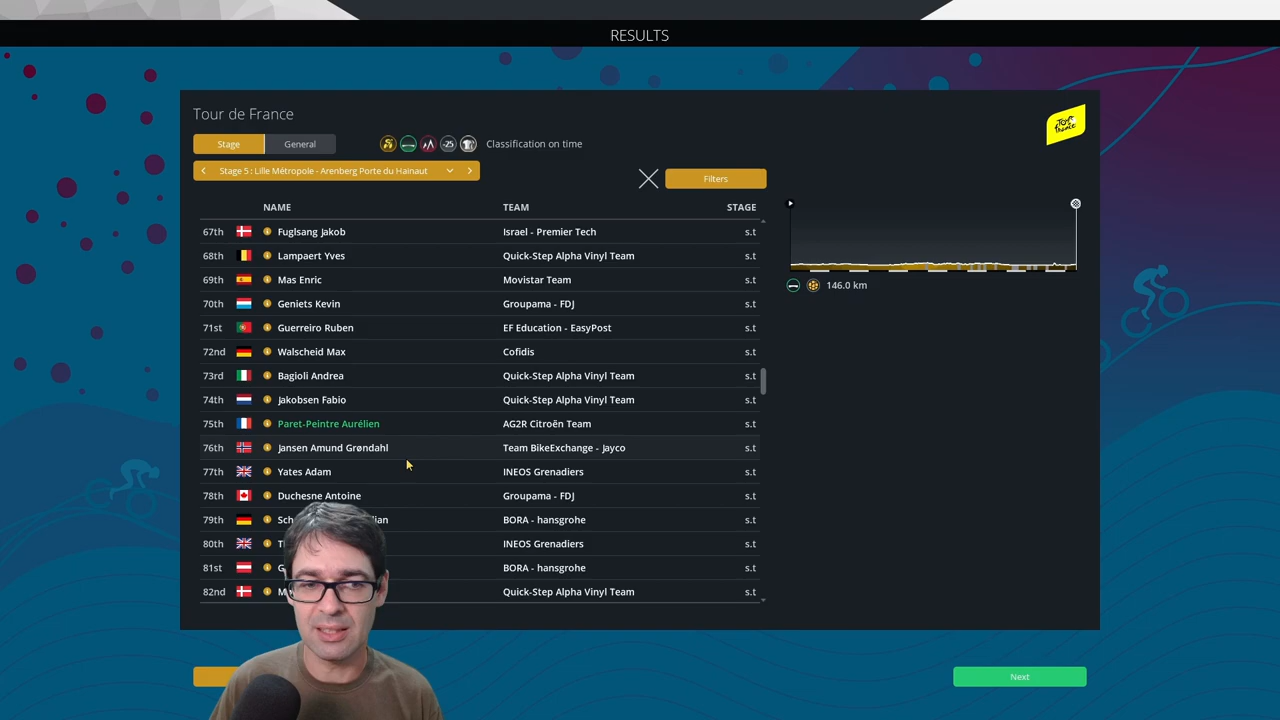 RESULTS
Tour de France
Stage General Classification on time
Stage 5 : Lille Métropole - Arenberg Porte du Hainaut
Filters
NAME TEAM STAGE
67th Fuglsang Jakob Israel - Premier Tech s.t
68th Lampaert Yves Quick-Step Alpha Vinyl Team s.t
69th Mas Enric Movistar Team s.t
70th Geniets Kevin Groupama - FDJ s.t
71st Guerreiro Ruben EF Education - EasyPost s.t
72nd Walscheid Max Cofidis s.t
73rd Bagioli Andrea Quick-Step Alpha Vinyl Team s.t
74th Jakobsen Fabio Quick-Step Alpha Vinyl Team s.t
75th Paret-Peintre Aurélien AG2R Citroën Team s.t
76th Jansen Amund Grøndahl Team BikeExchange - Jayco s.t
77th Yates Adam INEOS Grenadiers s.t
78th Duchesne Antoine Groupama - FDJ s.t
79th BORA - hansgrohe s.t
80th INEOS Grenadiers s.t
81st BORA - hansgrohe s.t
82nd Quick-Step Alpha Vinyl Team s.t
-25
Tour de France
146.0 km
Next